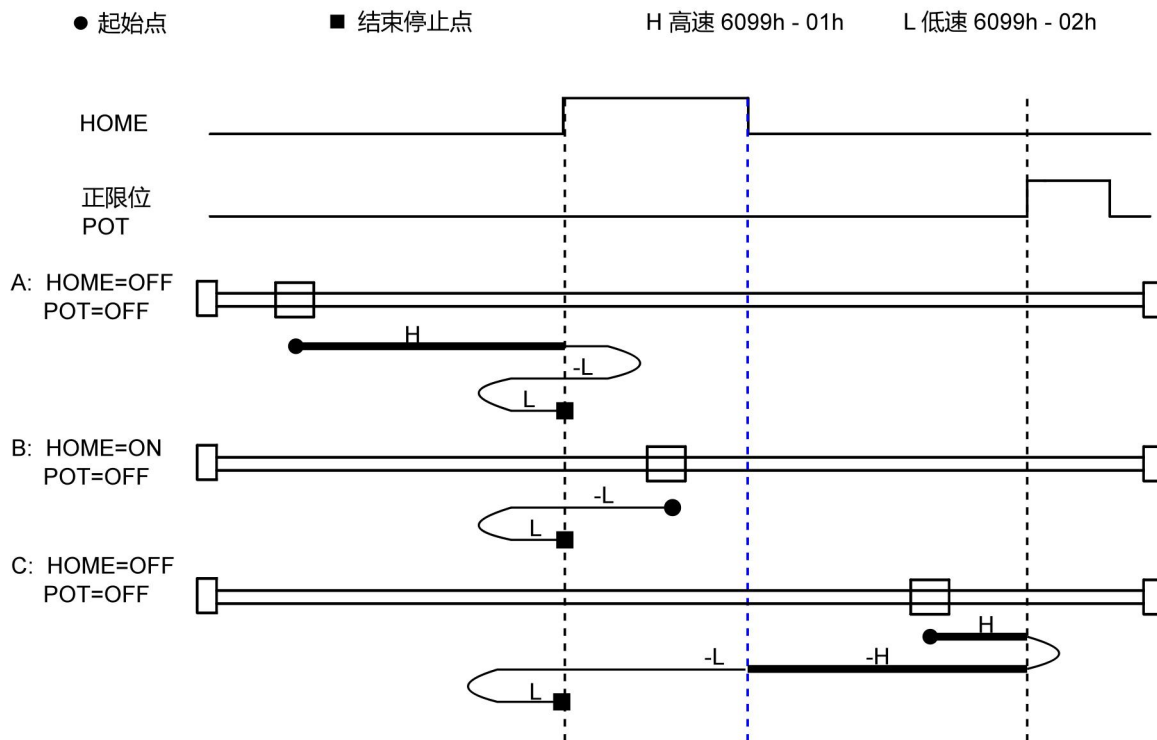 ● 起始点 ■ 结束停止点 H 高速 6099h - 01h L 低速 6099h - 02h
HOME
正限位
POT
A: HOME=OFF
POT=OFF
H
-L
L
B: HOME=ON
POT=OFF
-L
L
C: HOME=OFF
POT=OFF
H
-L
-H
L